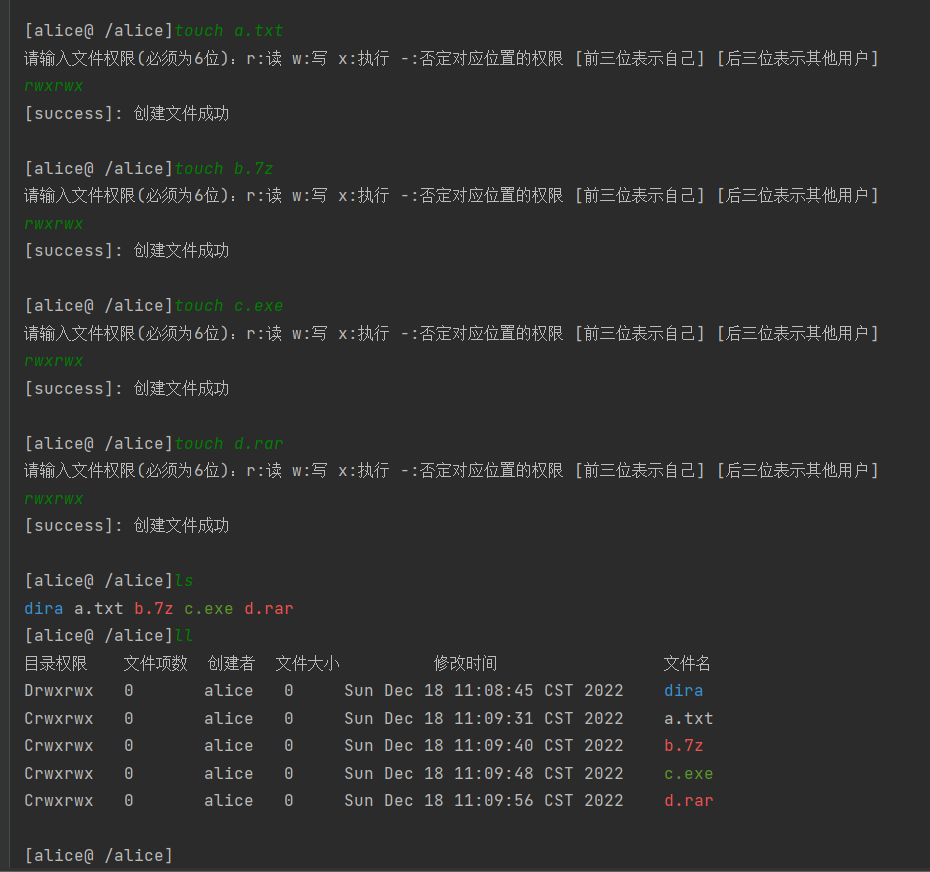 [alice@ /alice]touch a.txt
请输入文件权限(必须为6位)：r:读 w:写 x:执行 -:否定对应位置的权限 [前三位表示自己] [后三位表示其他用户]
rwxrwx
[success]: 创建文件成功
[alice@ /alice]touch b.7z
请输入文件权限(必须为6位)：r:读 w:写 x:执行 -:否定对应位置的权限 [前三位表示自己] [后三位表示其他用户]
rwxrwx
[success]: 创建文件成功
[alice@ /alice]touch c.exe
请输入文件权限(必须为6位)：r:读 w:写 x:执行 -:否定对应位置的权限 [前三位表示自己] [后三位表示其他用户]
rwxrwx
[success]: 创建文件成功
[alice@ /alice]touch d.rar
请输入文件权限(必须为6位)：r:读 w:写 x:执行 -:否定对应位置的权限 [前三位表示自己] [后三位表示其他用户]
rwxrwx
[success]: 创建文件成功
[alice@ /alice]ls
dira a.txt b.7z c.exe d.rar
[alice@ /alice]ll
目录权限 文件项数 创建者 文件大小 修改时间 文件名
Drwxrwx 0 alice 0 Sun Dec 18 11:08:45 CST 2022 dira
Crwxrwx 0 alice 0 Sun Dec 18 11:09:31 CST 2022 a.txt
Crwxrwx 0 alice 0 Sun Dec 18 11:09:40 CST 2022 b.7z
Crwxrwx 0 alice 0 Sun Dec 18 11:09:48 CST 2022 c.exe
Crwxrwx 0 alice 0 Sun Dec 18 11:09:56 CST 2022 d.rar
[alice@ /alice]